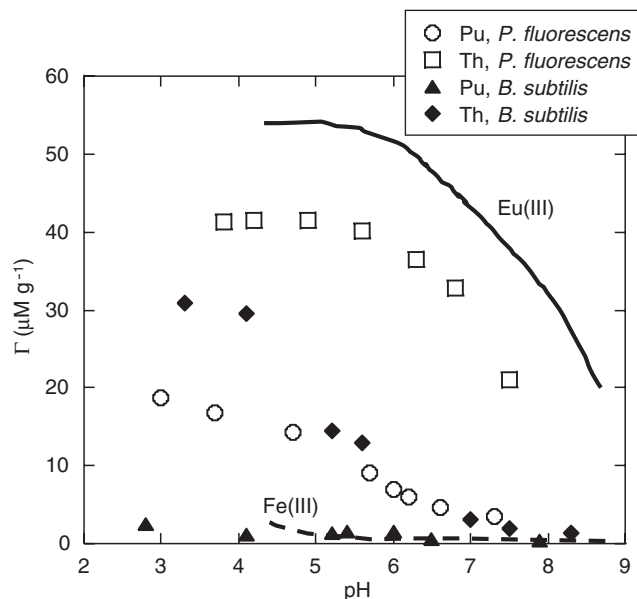 Pu, P. fluorescens
Th, P. fluorescens
Pu, B. subtilis
Th, B. subtilis
60
50
40
30
20
10
0
Γ (μM g⁻¹)
Eu(III)
Fe(III)
2 3 4 5 6 7 8 9
pH